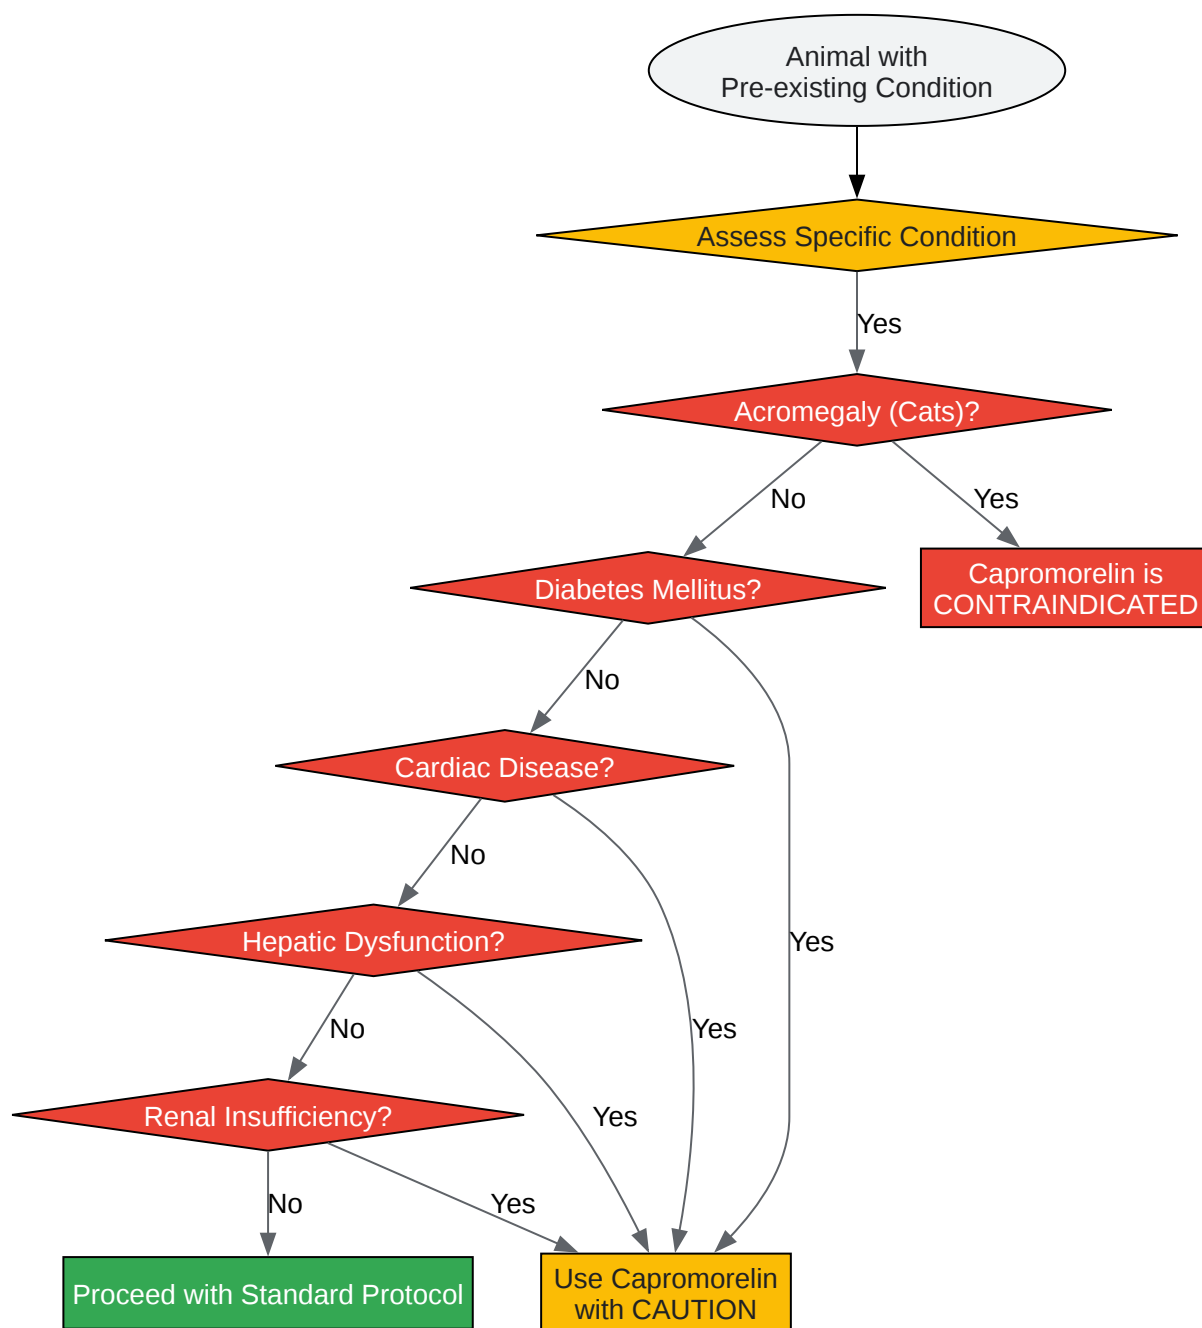 Animal with
Pre-existing Condition
Assess Specific Condition
Yes
Acromegaly (Cats)?
No
Yes
Diabetes Mellitus?
Capromorelin is
CONTRAINDICATED
No
Cardiac Disease?
No
Hepatic Dysfunction?
Yes
No
Yes
Renal Insufficiency?
Yes
No
Yes
Proceed with Standard Protocol
Use Capromorelin
with CAUTION